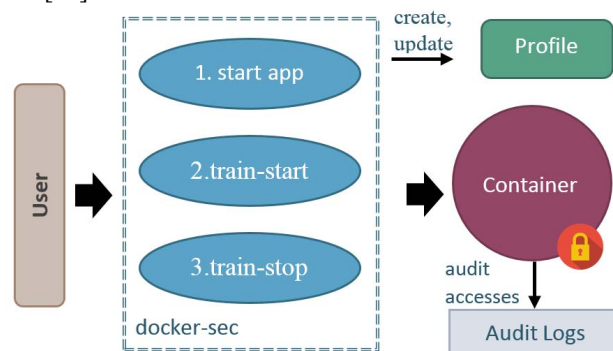 create,
update
Profile
1. start app
User
2.train-start
Container
3.train-stop
audit
accesses
docker-sec
Audit Logs